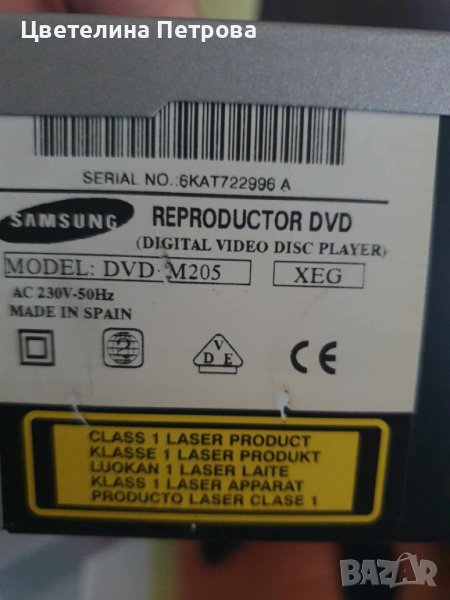 Цветелина Петрова
SERIAL NO.:6KAT722996 A
SAMSUNG
REPRODUCTOR DVD
(DIGITAL VIDEO DISC PLAYER)
MODEL: DVD-M205
XEG
AC 230V-50Hz
MADE IN SPAIN
VDE
CE
CLASS 1 LASER PRODUCT
KLASSE 1 LASER PRODUKT
LUOKAN 1 LASER LAITE
KLASS 1 LASER APPARAT
PRODUCTO LASER CLASE 1
BAZAR